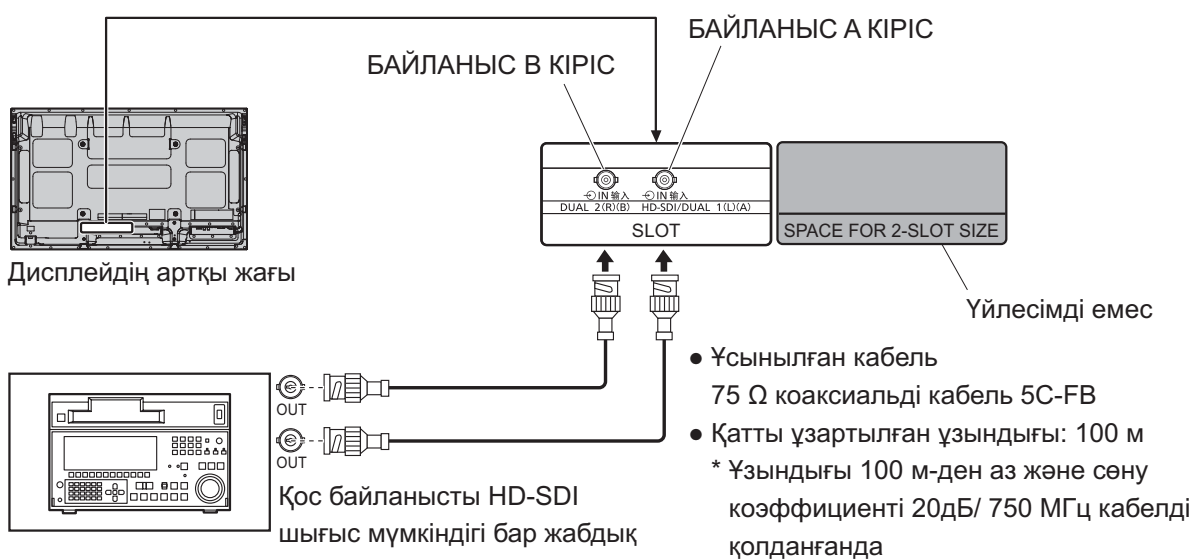 БАЙЛАНЫС А КІРІС
БАЙЛАНЫС В КІРІС
IN 输入 IN 输入
DUAL 2(R)(B) HD-SDI/DUAL 1(L)(A)
SLOT
SPACE FOR 2-SLOT SIZE
Дисплейдің артқы жағы
Үйлесімді емес
OUT
OUT
Қос байланысты HD-SDI
шығыс мүмкіндігі бар жабдық
● Ұсынылған кабель
75 Ω коаксиальді кабель 5C-FB
● Қатты ұзартылған ұзындығы: 100 м
* Ұзындығы 100 м-ден аз және сөну
коэффициенті 20дБ/ 750 МГц кабелді
қолданғанда